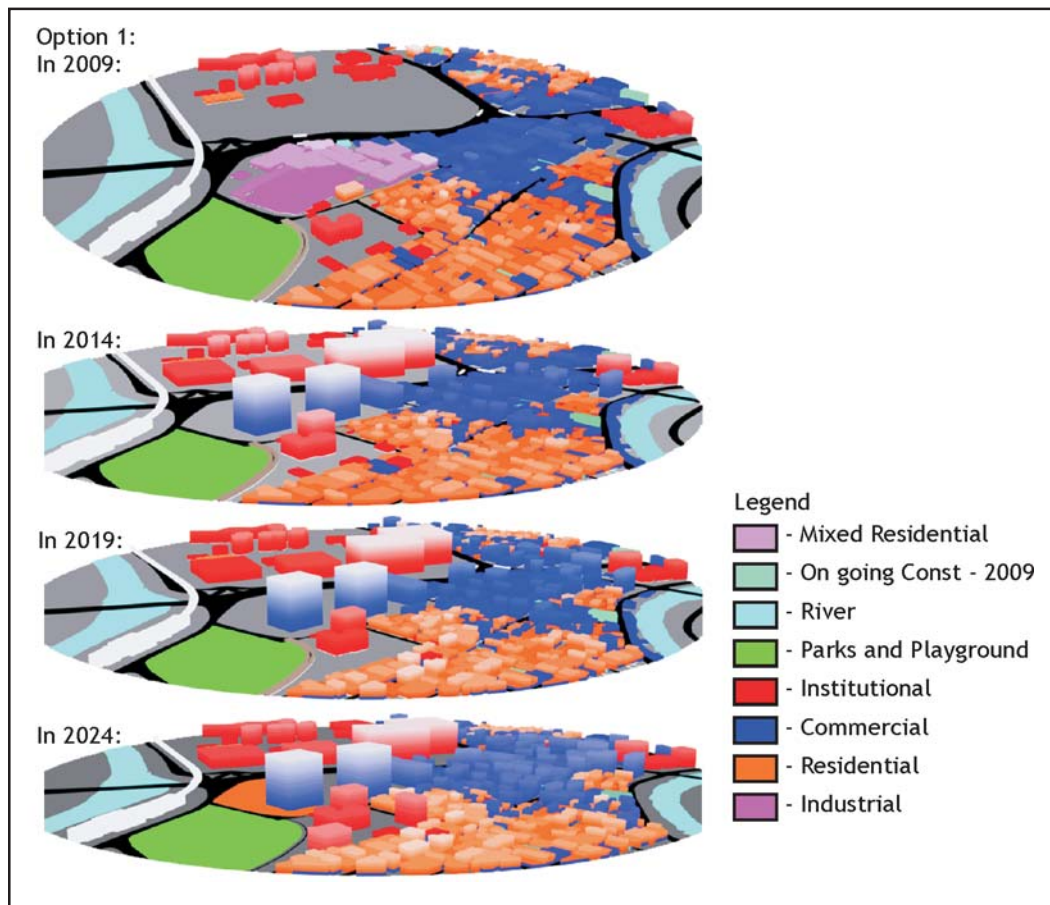 Option 1:
In 2009:
In 2014:
In 2019:
In 2024:
Legend
- Mixed Residential
- On going Const - 2009
- River
- Parks and Playground
- Institutional
- Commercial
- Residential
- Industrial